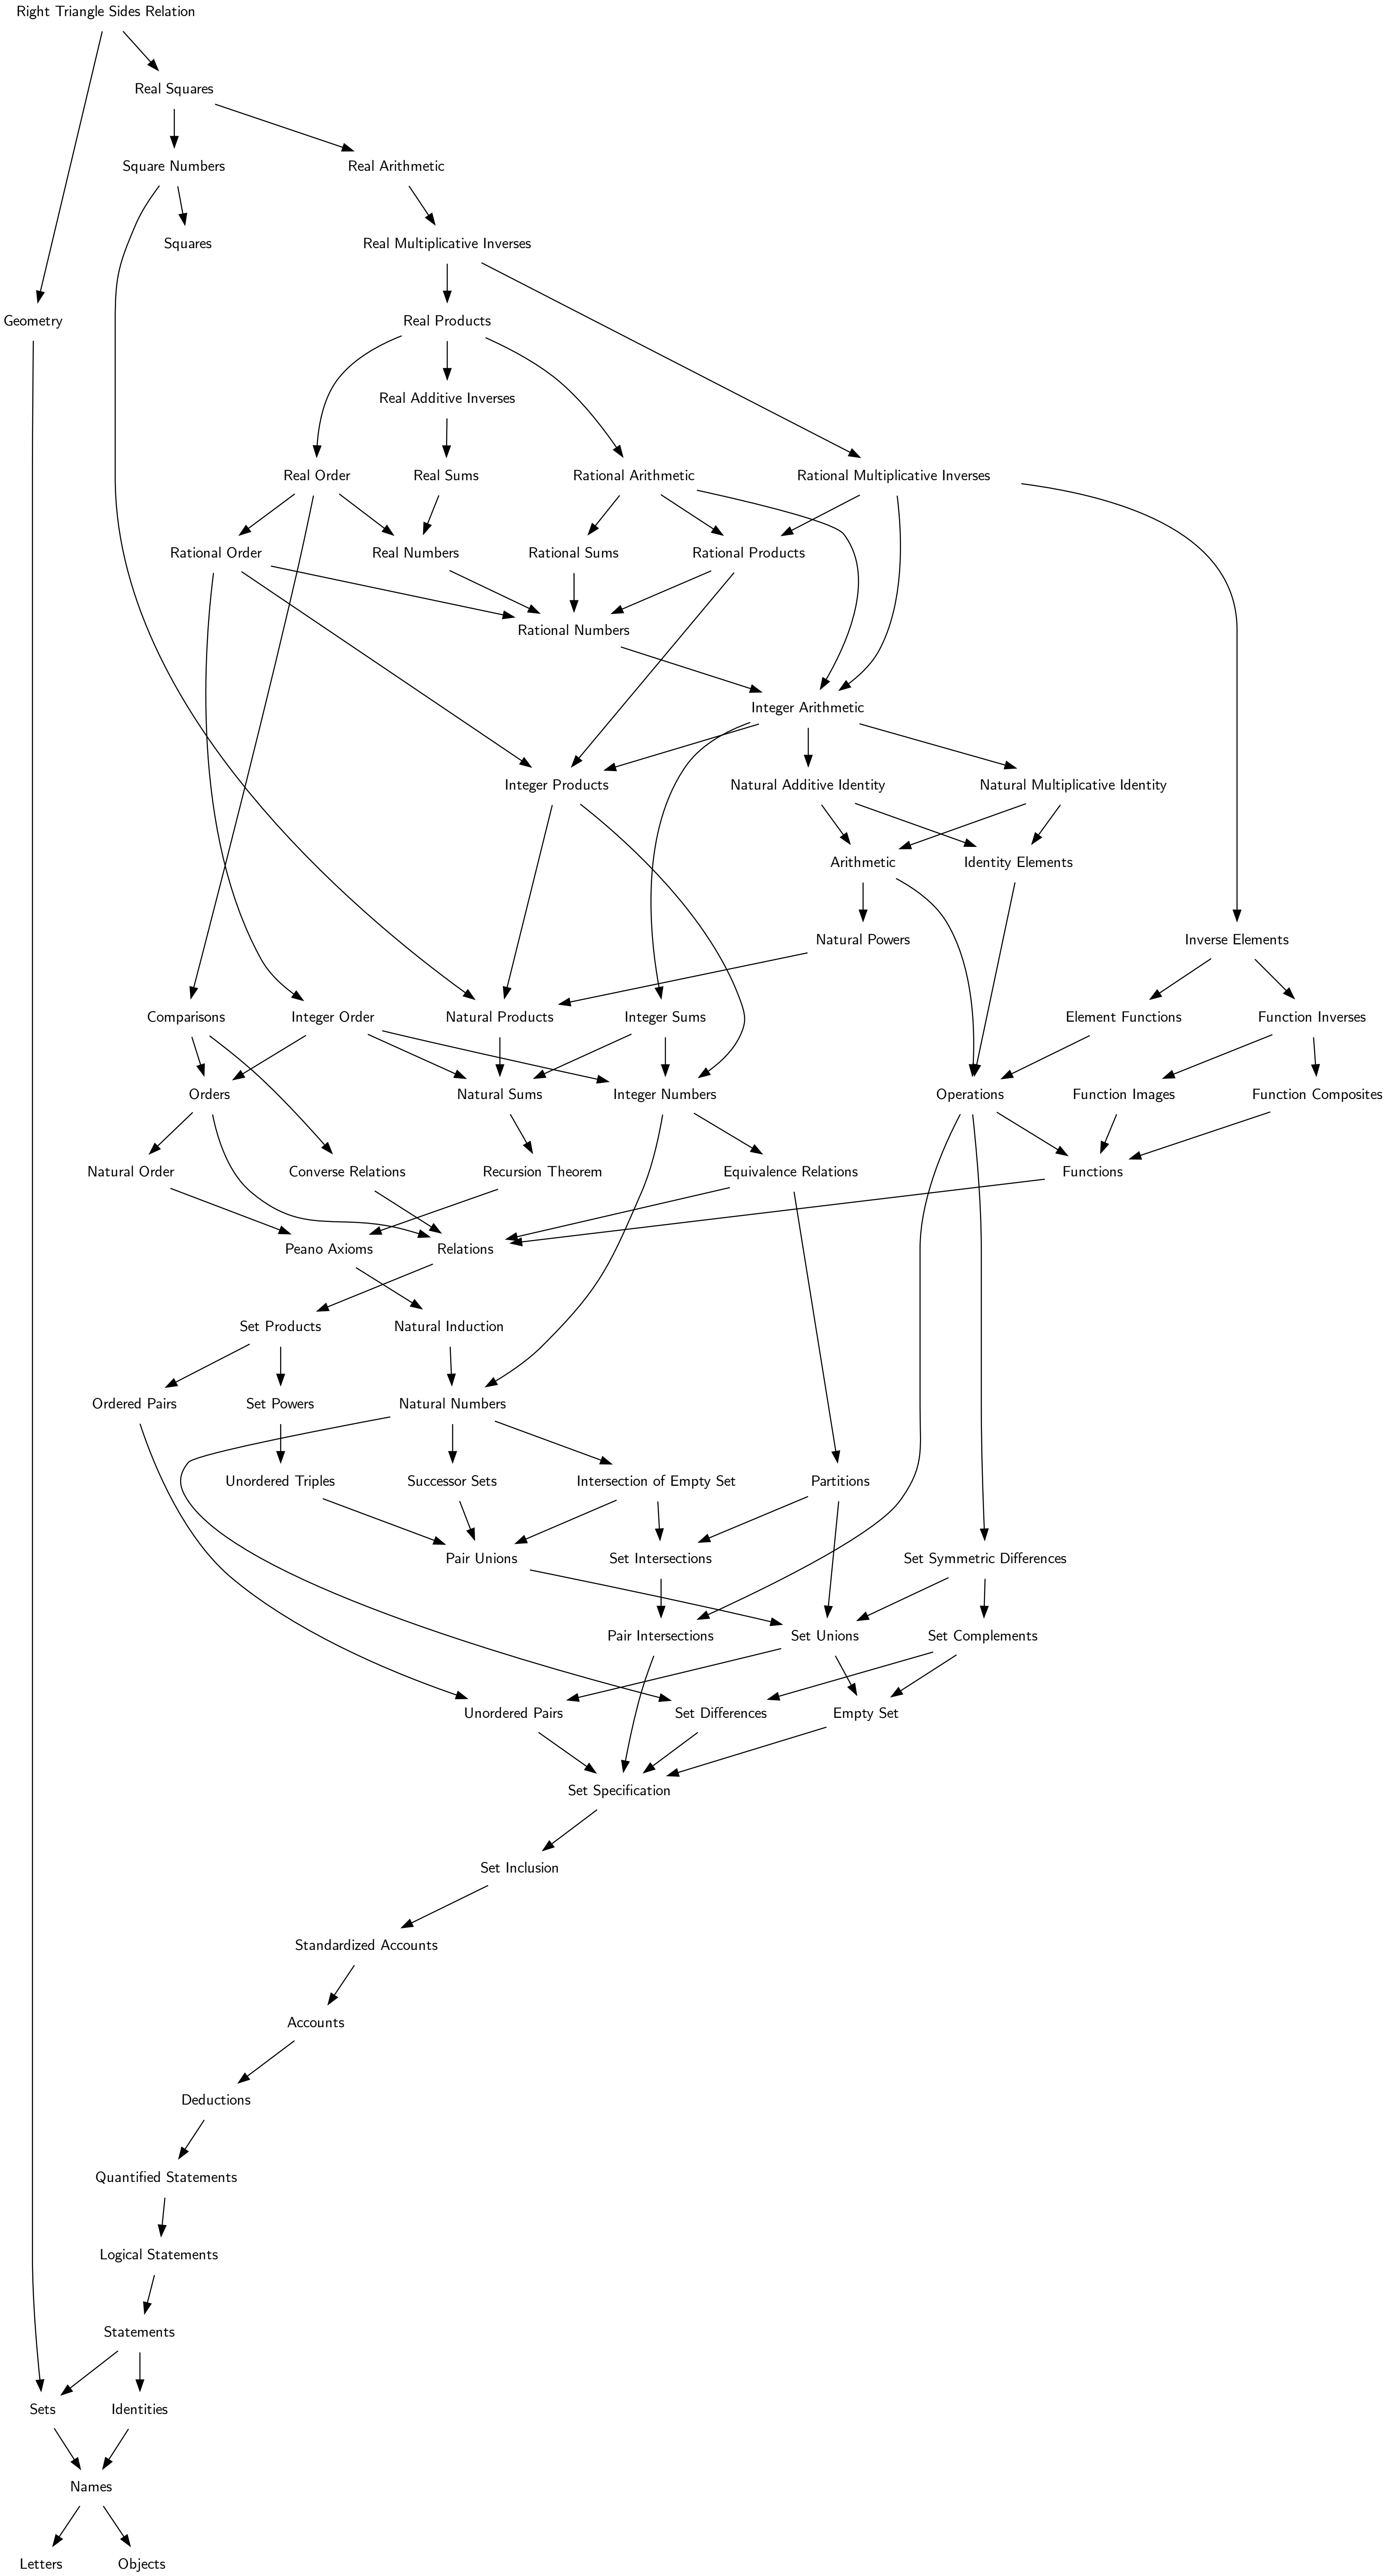 Right Triangle Sides Relation
Real Squares
Square Numbers
Real Arithmetic
Squares
Real Multiplicative Inverses
Geometry
Real Products
Real Additive Inverses
Real Order
Real Sums
Rational Arithmetic
Rational Multiplicative Inverses
Rational Order
Real Numbers
Rational Sums
Rational Products
Rational Numbers
Integer Arithmetic
Integer Products
Natural Additive Identity
Natural Multiplicative Identity
Arithmetic
Identity Elements
Natural Powers
Inverse Elements
Comparisons
Integer Order
Natural Products
Integer Sums
Element Functions
Function Inverses
Orders
Natural Sums
Integer Numbers
Operations
Function Images
Function Composites
Natural Order
Converse Relations
Recursion Theorem
Equivalence Relations
Functions
Peano Axioms
Relations
Set Products
Natural Induction
Ordered Pairs
Set Powers
Natural Numbers
Unordered Triples
Successor Sets
Intersection of Empty Set
Partitions
Pair Unions
Set Intersections
Set Symmetric Differences
Pair Intersections
Set Unions
Set Complements
Unordered Pairs
Set Differences
Empty Set
Set Specification
Set Inclusion
Standardized Accounts
Accounts
Deductions
Quantified Statements
Logical Statements
Statements
Sets
Identities
Names
Letters
Objects